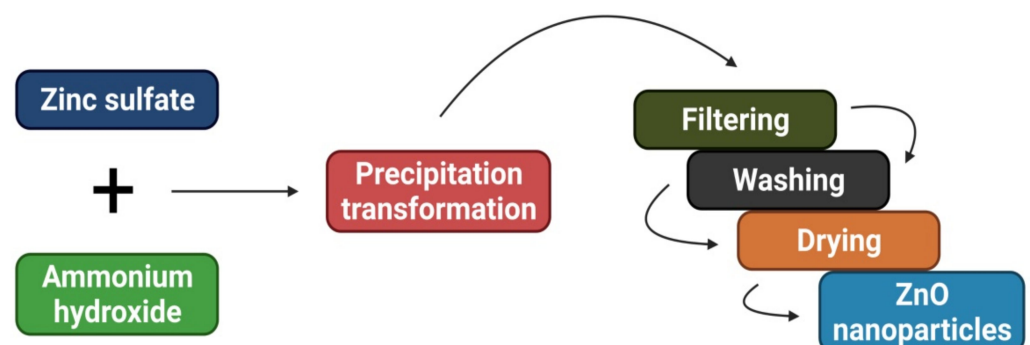 Zinc sulfate
+
Ammonium
hydroxide
Precipitation
transformation
Filtering
Washing
Drying
ZnO
nanoparticles